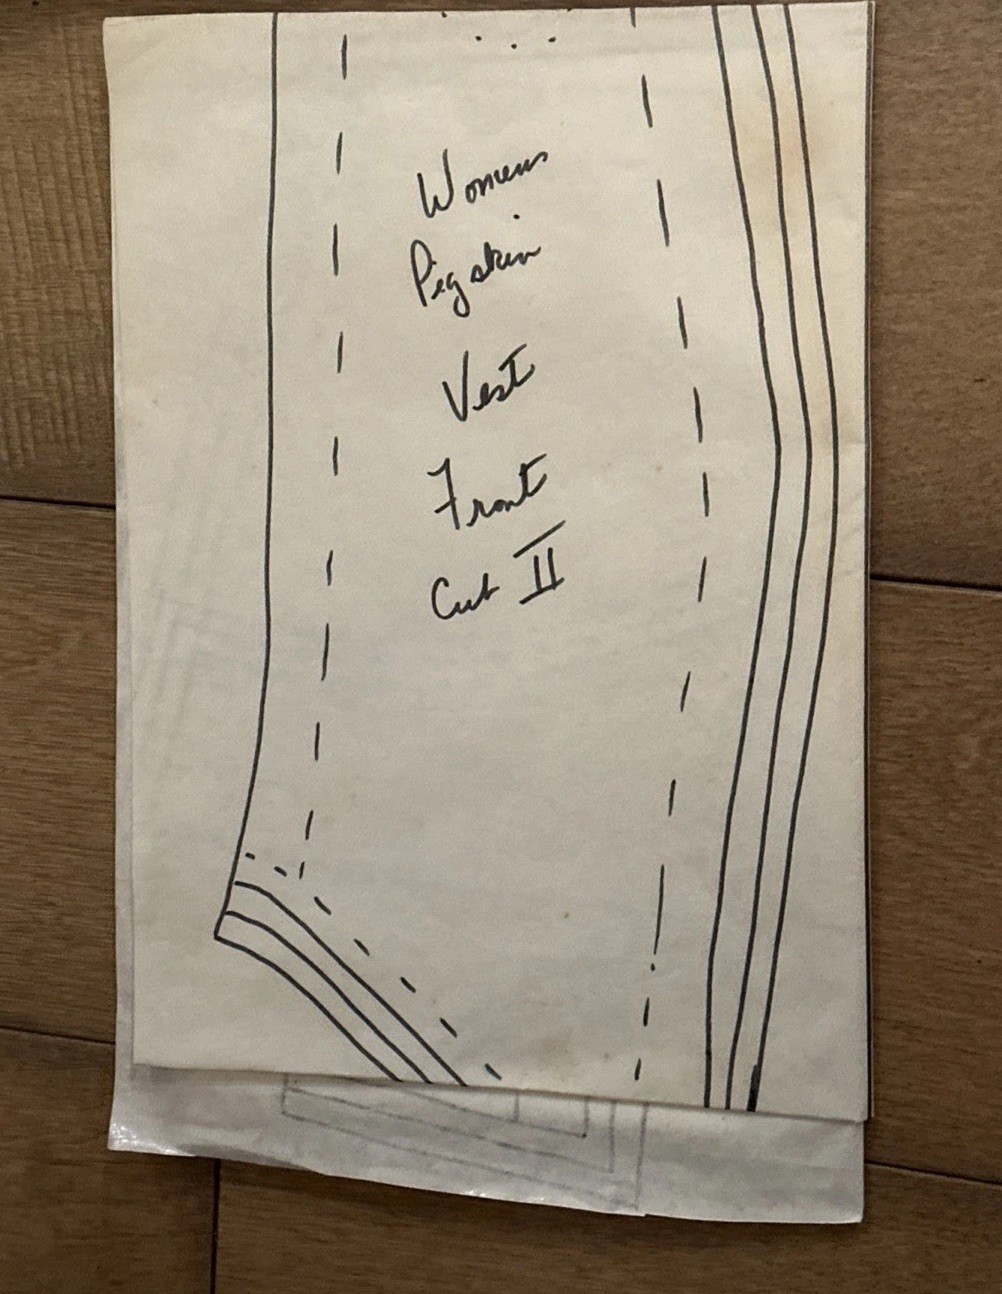 Womens
Pigskin
Vest
Front
Cut II